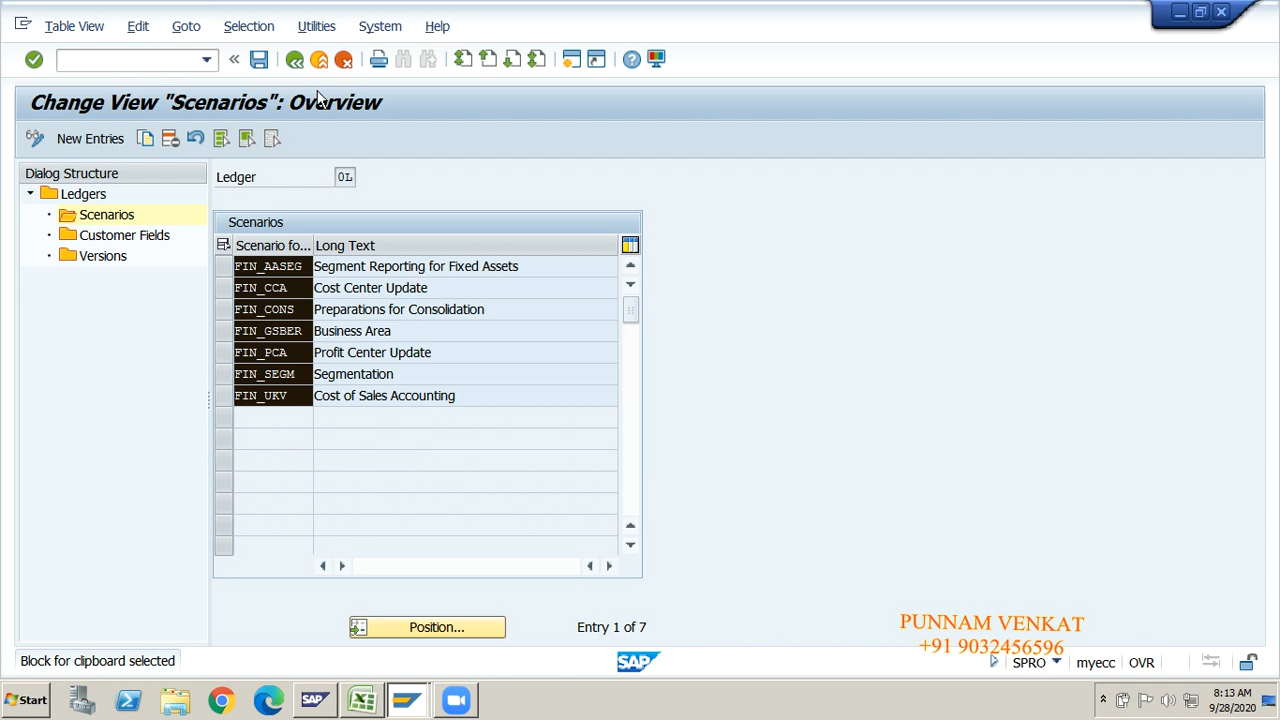 Table View Edit Goto Selection Utilities System Help
Change View "Scenarios": Overview
New Entries
Dialog Structure
Ledgers
Scenarios
Customer Fields
Versions
Ledger 0L
Scenarios
Scenario fo... Long Text
FIN_AASEG Segment Reporting for Fixed Assets
FIN_CCA Cost Center Update
FIN_CONS Preparations for Consolidation
FIN_GSBER Business Area
FIN_PCA Profit Center Update
FIN_SEGM Segmentation
FIN_UKV Cost of Sales Accounting
Position... Entry 1 of 7
PUNNAM VENKAT
+91 9032456596
Block for clipboard selected SAP SPRO myecc OVR
Start SAP 8:13 AM
9/28/2020